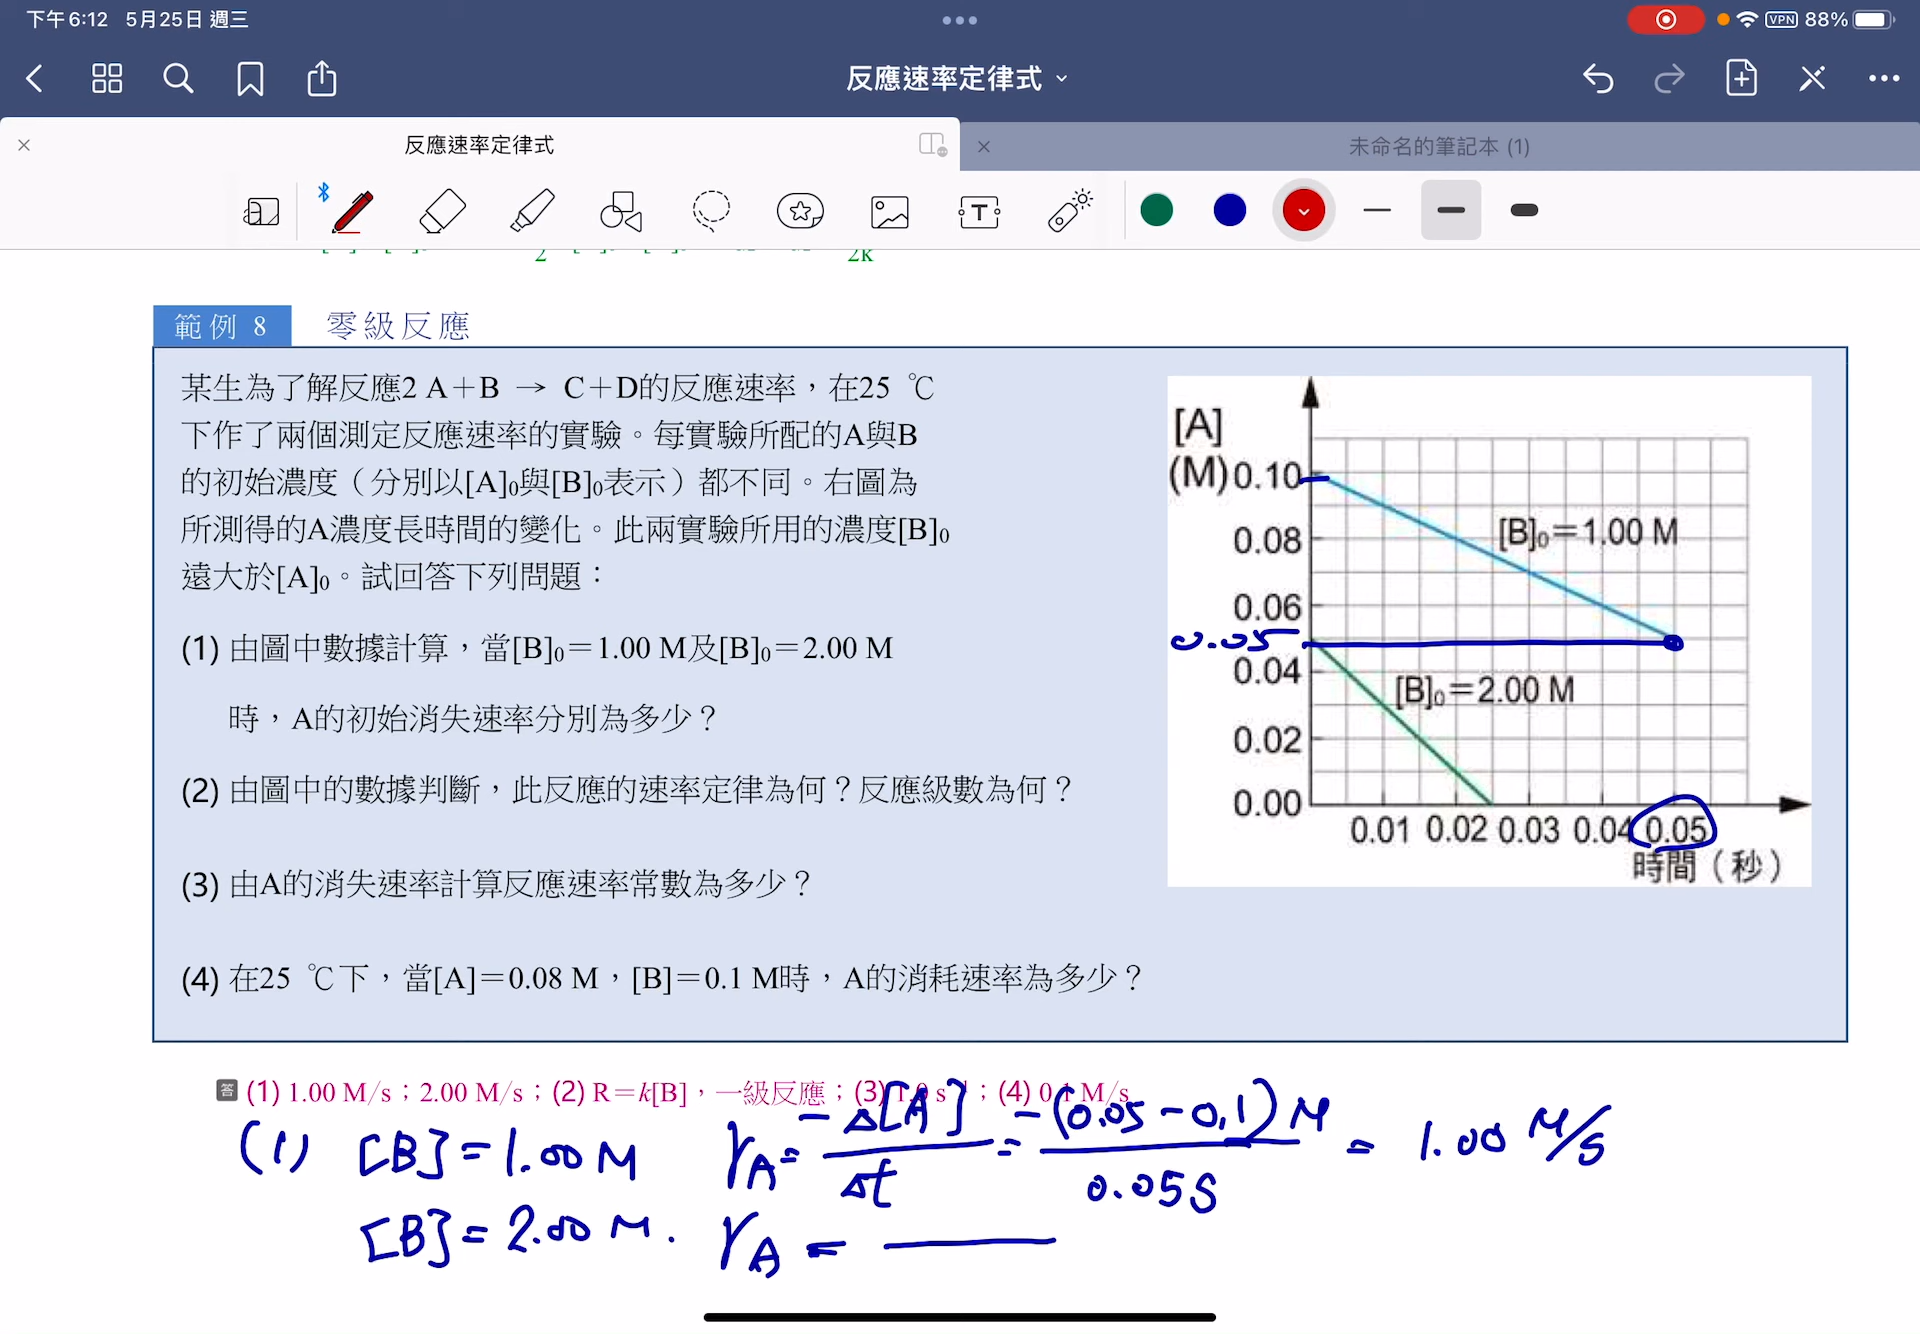 下午6:12 5月25日 週三
VPN 88%
反應速率定律式
反應速率定律式
未命名的筆記本 (1)
2 2k
範例 8 零級反應
某生為了解反應2 A＋B → C＋D的反應速率，在25 ℃
下作了兩個測定反應速率的實驗。每實驗所配的A與B
的初始濃度（分別以[A]₀與[B]₀表示）都不同。右圖為
所測得的A濃度長時間的變化。此兩實驗所用的濃度[B]₀
遠大於[A]₀。試回答下列問題：
(1) 由圖中數據計算，當[B]₀＝1.00 M及[B]₀＝2.00 M
時，A的初始消失速率分別為多少？
(2) 由圖中的數據判斷，此反應的速率定律為何？反應級數為何？
(3) 由A的消失速率計算反應速率常數為多少？
(4) 在25 ℃下，當[A]＝0.08 M，[B]＝0.1 M時，A的消耗速率為多少？
[A]
(M) 0.10
0.08
[B]₀＝1.00 M
0.06
0.05
0.04
[B]₀＝2.00 M
0.02
0.00
0.01 0.02 0.03 0.04 0.05
時間（秒）
答 (1) 1.00 M/s；2.00 M/s；(2) R＝k[B]，一級反應；(3) 1.0 s⁻¹；(4) 0.1 M/s
(1) [B]=1.00 M γA= -Δ[A]/Δt = -(0.05-0.1)M/0.05s = 1.00 M/s
[B]=2.00 M. γA =